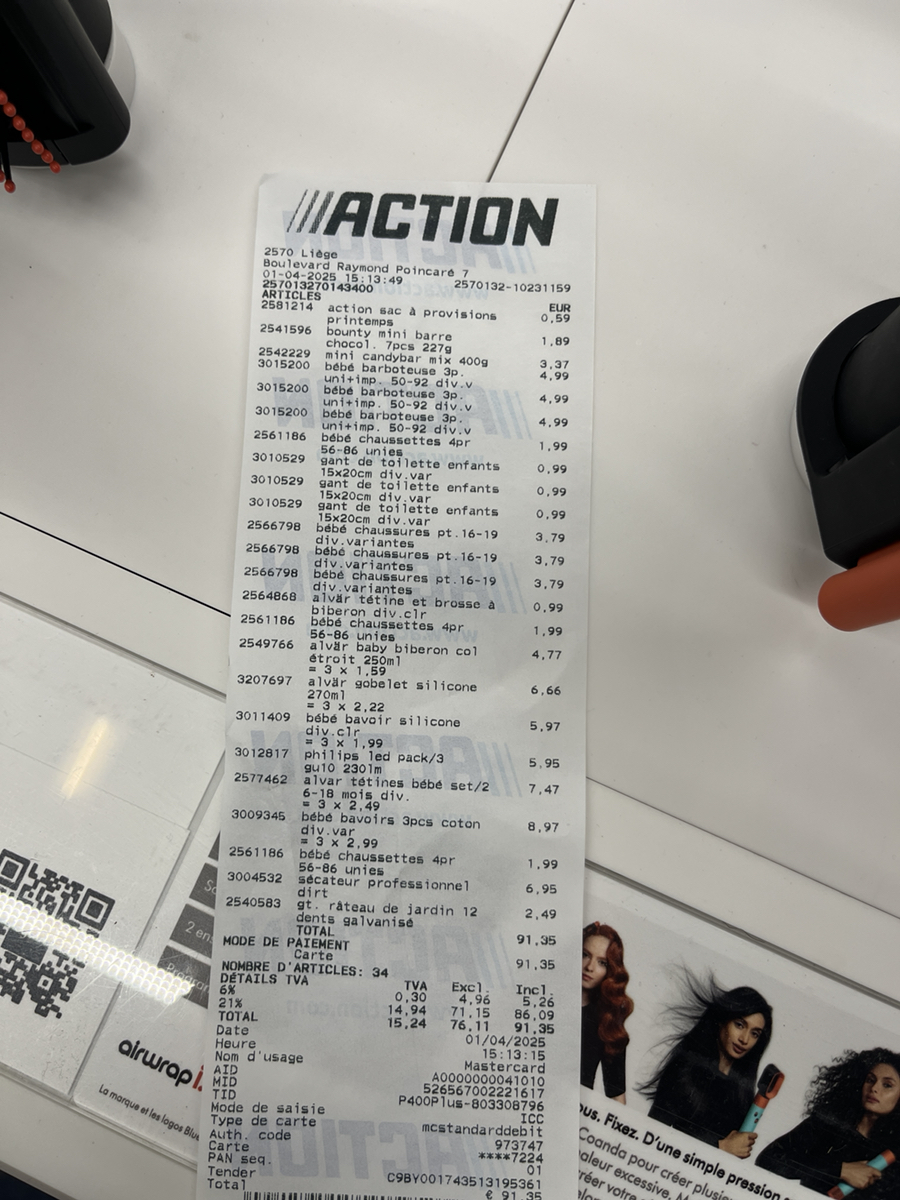 ///ACTION
2570 Liège
Boulevard Raymond Poincaré 7
01-04-2025 15:13:49 2570132-10231159
257013270143400
ARTICLES EUR
2581214 action sac à provisions 0,59
printemps
2541596 bounty mini barre 1,89
chocol. 7pcs 227g
2542229 mini candybar mix 400g 3,37
3015200 bébé barboteuse 3p. 4,99
uni+imp. 50-92 div.v
3015200 bébé barboteuse 3p. 4,99
uni+imp. 50-92 div.v
3015200 bébé barboteuse 3p. 4,99
uni+imp. 50-92 div.v
2561186 bébé chaussettes 4pr 1,99
56-86 unies
3010529 gant de toilette enfants 0,99
15x20cm div.var
3010529 gant de toilette enfants 0,99
15x20cm div.var
3010529 gant de toilette enfants 0,99
15x20cm div.var
2566798 bébé chaussures pt.16-19 3,79
div.variantes
2566798 bébé chaussures pt.16-19 3,79
div.variantes
2566798 bébé chaussures pt.16-19 3,79
div.variantes
2564868 alvär tétine et brosse à 0,99
biberon div.clr
2561186 bébé chaussettes 4pr 1,99
56-86 unies
2549766 alvär baby biberon col 4,77
étroit 250ml
= 3 x 1,59
3207697 alvär gobelet silicone 6,66
270ml
= 3 x 2,22
3011409 bébé bavoir silicone 5,97
div.clr
= 3 x 1,99
3012817 philips led pack/3 5,95
gu10 230lm
2577462 alvar tétines bébé set/2 7,47
6-18 mois div.
= 3 x 2,49
3009345 bébé bavoirs 3pcs coton 8,97
div.var
= 3 x 2,99
2561186 bébé chaussettes 4pr 1,99
56-86 unies
3004532 sécateur professionnel 6,95
dirt
2540583 gt. râteau de jardin 12 2,49
dents galvanisé
TOTAL 91,35
MODE DE PAIEMENT
Carte 91,35
NOMBRE D'ARTICLES: 34
DÉTAILS TVA TVA Excl. Incl.
6% 0,30 4,96 5,26
21% 14,94 71,15 86,09
TOTAL 15,24 76,11 91,35
Date 01/04/2025
Heure 15:13:15
Nom d'usage Mastercard
AID A0000000041010
MID 526567002221617
TID P400Plus-803308796
Mode de saisie ICC
Type de carte mcstandarddebit
Auth. code 973747
Carte ****7224
PAN seq. 01
Tender C9BY001743513195361
Total € 91,35
2 en
airwrap i.
La marque et les logos Blue
ous. Fixez. D'une simple pression
Coanda pour créer plusie
aleur excessive.
réer votre